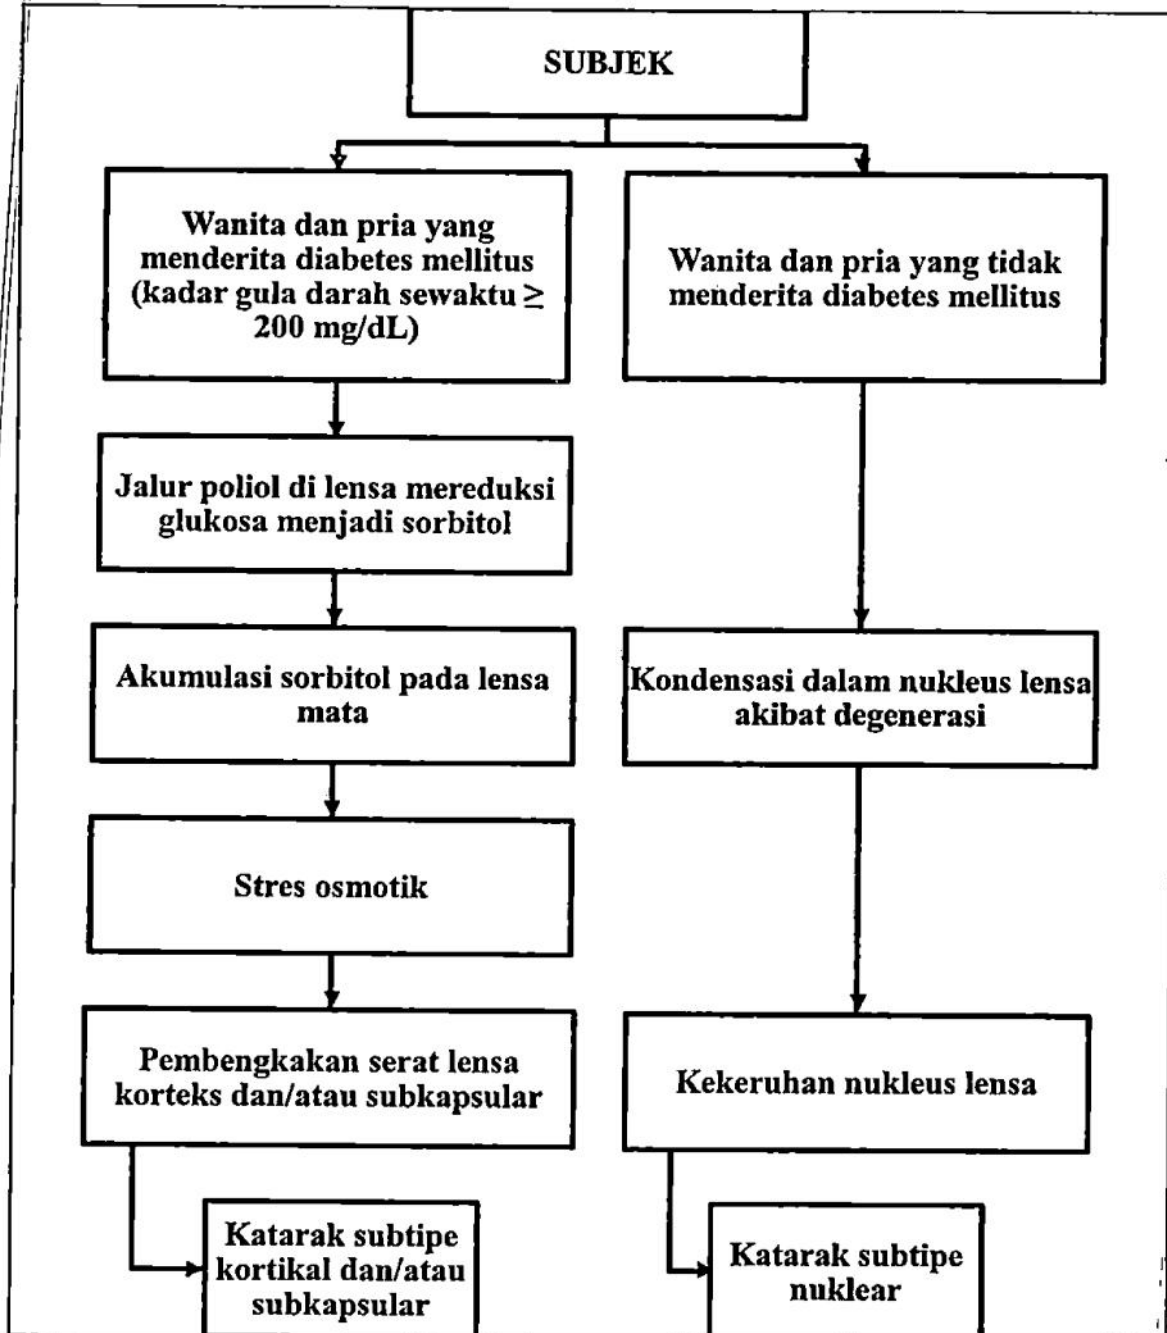 SUBJEK
Wanita dan pria yang
menderita diabetes mellitus
(kadar gula darah sewaktu ≥
200 mg/dL)
Wanita dan pria yang tidak
menderita diabetes mellitus
Jalur poliol di lensa mereduksi
glukosa menjadi sorbitol
Akumulasi sorbitol pada lensa
mata
Kondensasi dalam nukleus lensa
akibat degenerasi
Stres osmotik
Pembengkakan serat lensa
korteks dan/atau subkapsular
Kekeruhan nukleus lensa
Katarak subtipe
kortikal dan/atau
subkapsular
Katarak subtipe
nuklear